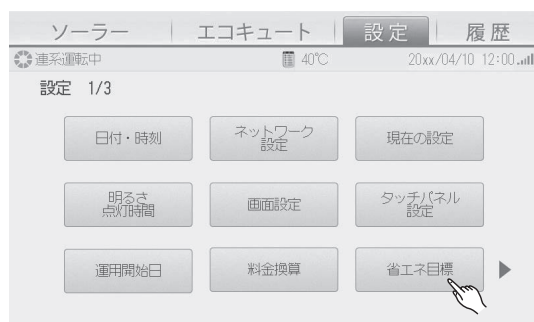 ソーラー エコキュート 設定 履歴
連系運転中 40℃ 20xx/04/10 12:00
設定 1/3
日付・時刻
ネットワーク
設定
現在の設定
明るさ
点灯時間
画面設定
タッチパネル
設定
運用開始日
料金換算
省エネ目標